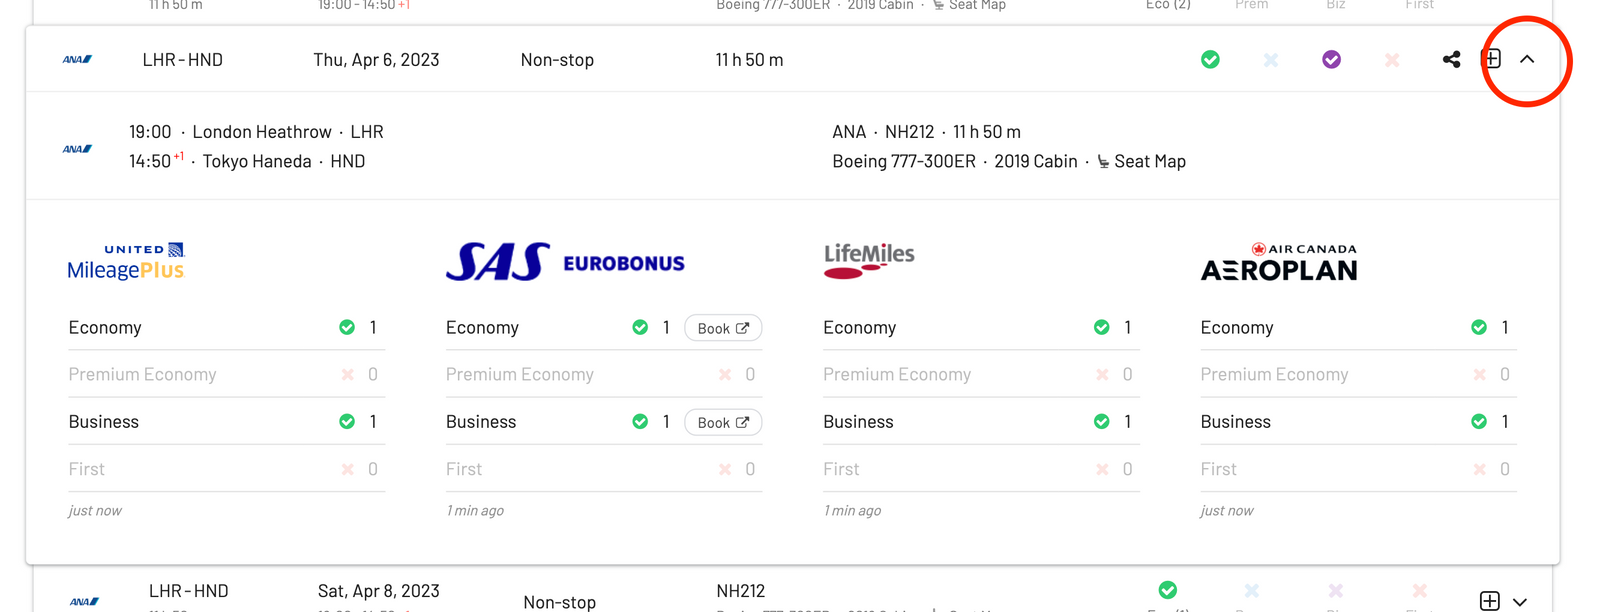 11 h 50 m 19:00 - 14:50 +1 Boeing 777-300ER · 2019 Cabin · Seat Map Eco (2) Prem Biz First
ANA LHR - HND Thu, Apr 6, 2023 Non-stop 11 h 50 m
19:00 · London Heathrow · LHR ANA · NH212 · 11 h 50 m
ANA 14:50 +1 · Tokyo Haneda · HND Boeing 777-300ER · 2019 Cabin · Seat Map
UNITED MileagePlus SAS EUROBONUS LifeMiles AIR CANADA AEROPLAN
Economy 1 Economy 1 Book Economy 1 Economy 1
Premium Economy 0 Premium Economy 0 Premium Economy 0 Premium Economy 0
Business 1 Business 1 Book Business 1 Business 1
First 0 First 0 First 0 First 0
just now 1 min ago 1 min ago just now
ANA LHR - HND Sat, Apr 8, 2023 Non-stop NH212